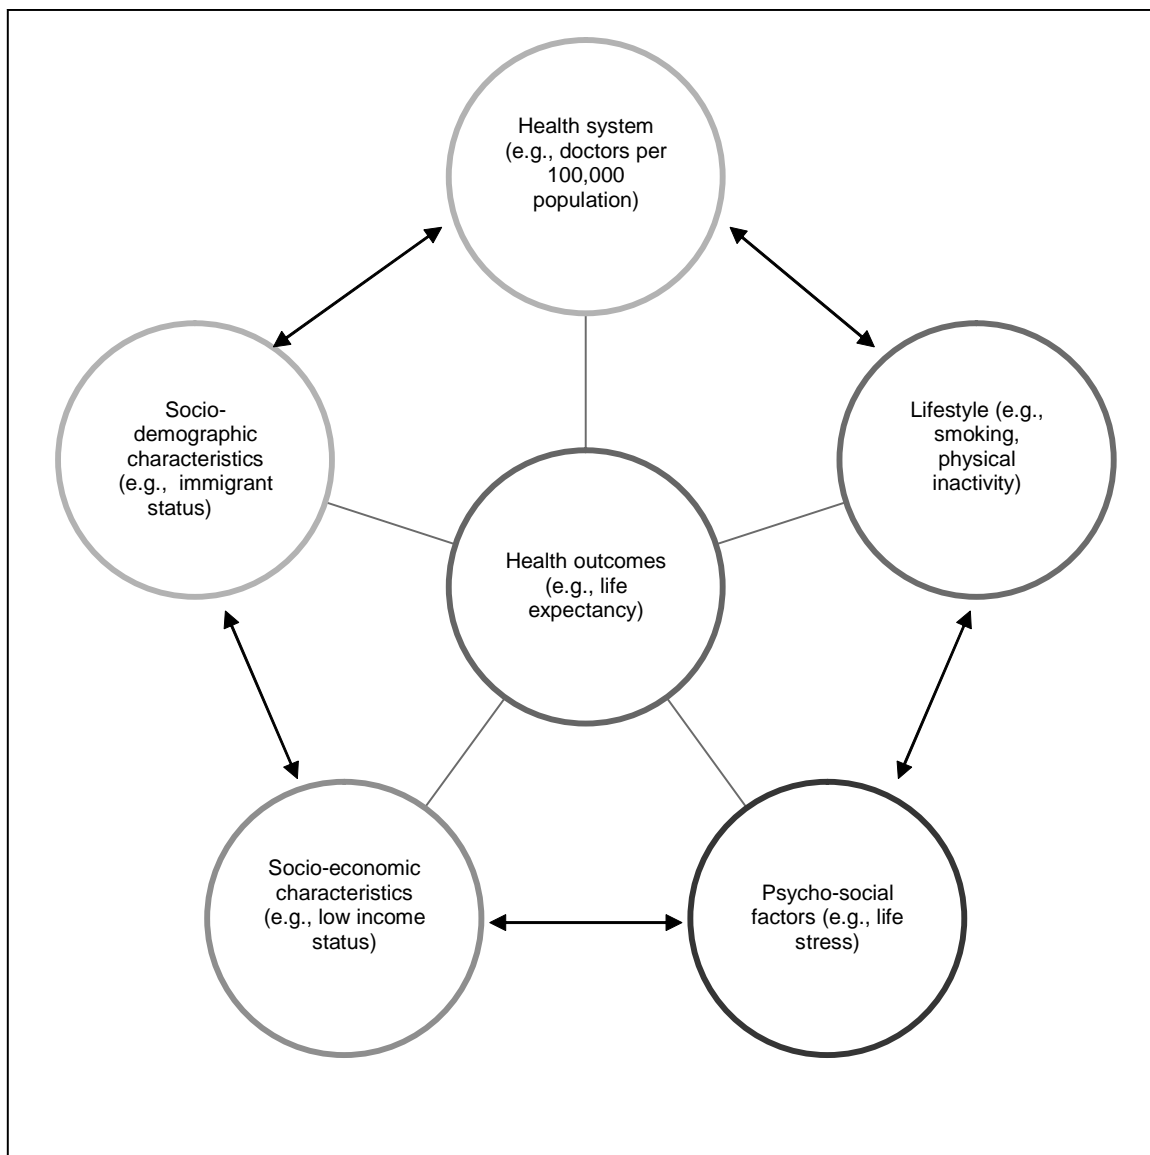 Health system
(e.g., doctors per
100,000
population)
Socio-
demographic
characteristics
(e.g., immigrant
status)
Lifestyle (e.g.,
smoking,
physical
inactivity)
Health outcomes
(e.g., life
expectancy)
Socio-economic
characteristics
(e.g., low income
status)
Psycho-social
factors (e.g., life
stress)